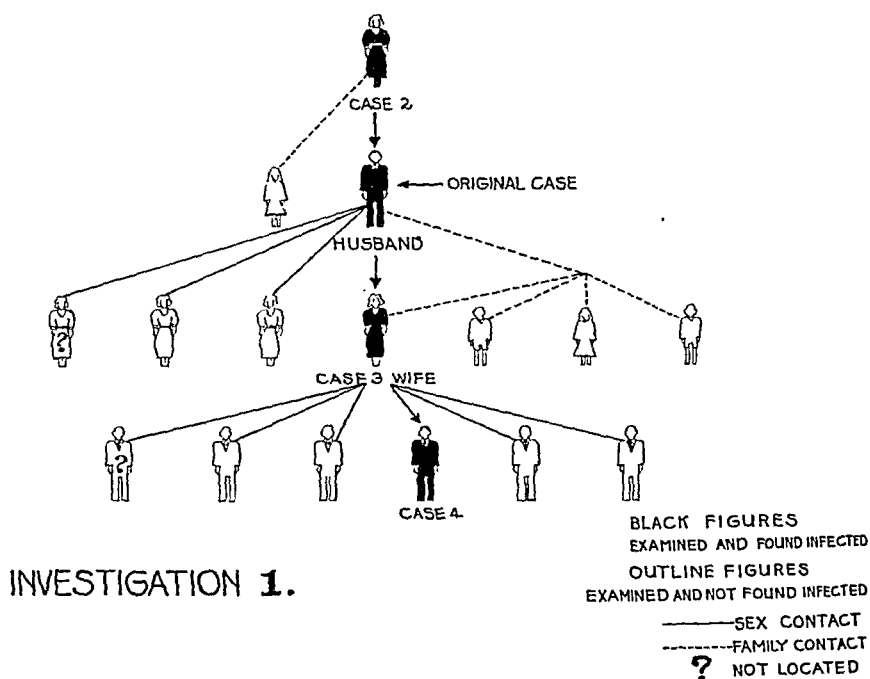 CASE 2
ORIGINAL CASE
HUSBAND
?
CASE 3 WIFE
?
CASE 4
BLACK FIGURES
EXAMINED AND FOUND INFECTED
OUTLINE FIGURES
EXAMINED AND NOT FOUND INFECTED
SEX CONTACT
FAMILY CONTACT
? NOT LOCATED
INVESTIGATION 1.